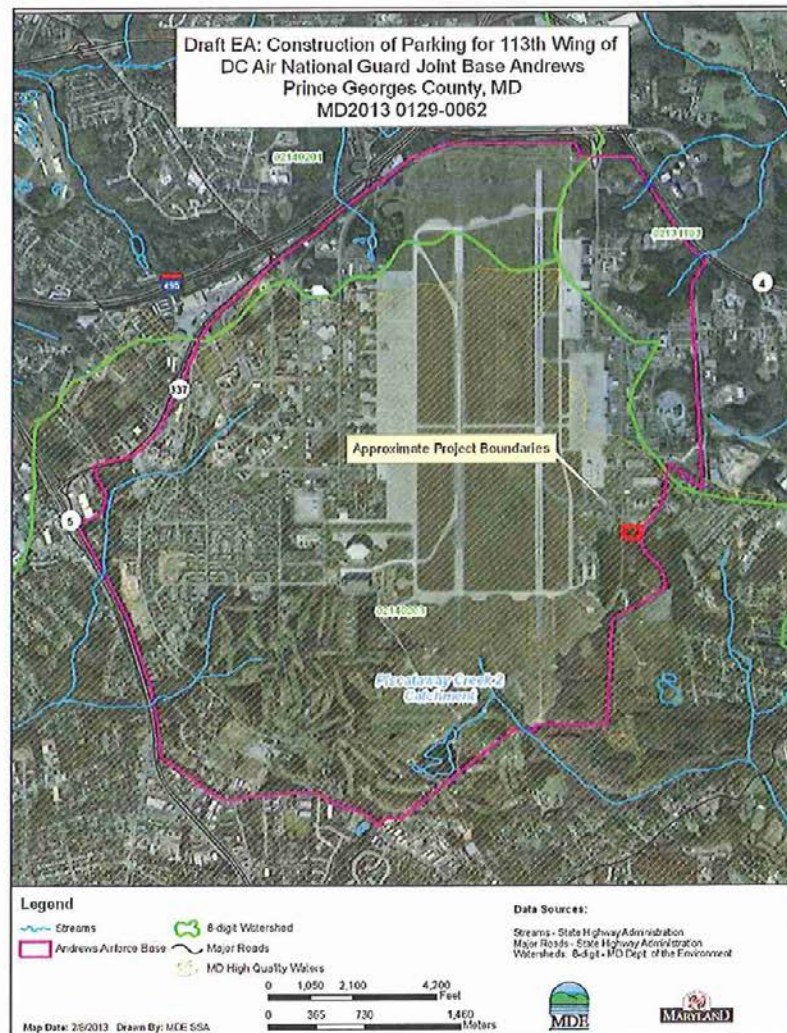 Draft EA: Construction of Parking for 113th Wing of
DC Air National Guard Joint Base Andrews
Prince Georges County, MD
MD2013 0129-0062
02140201
02131103
495
4
337
Approximate Project Boundaries
5
02140203
Piscataway Creek 2
Catchment
Legend
Streams
8-digit Watershed
Andrews Airforce Base
Major Roads
MD High Quality Waters
Data Sources:
Streams - State Highway Administration
Major Roads - State Highway Administration
Watersheds: 8-digit - MD Dept. of the Environment
0 1,050 2,100 4,200
Feet
0 365 730 1,460
Meters
MDE
MARYLAND
Map Date: 2/8/2013 Drawn By: MDE SSA